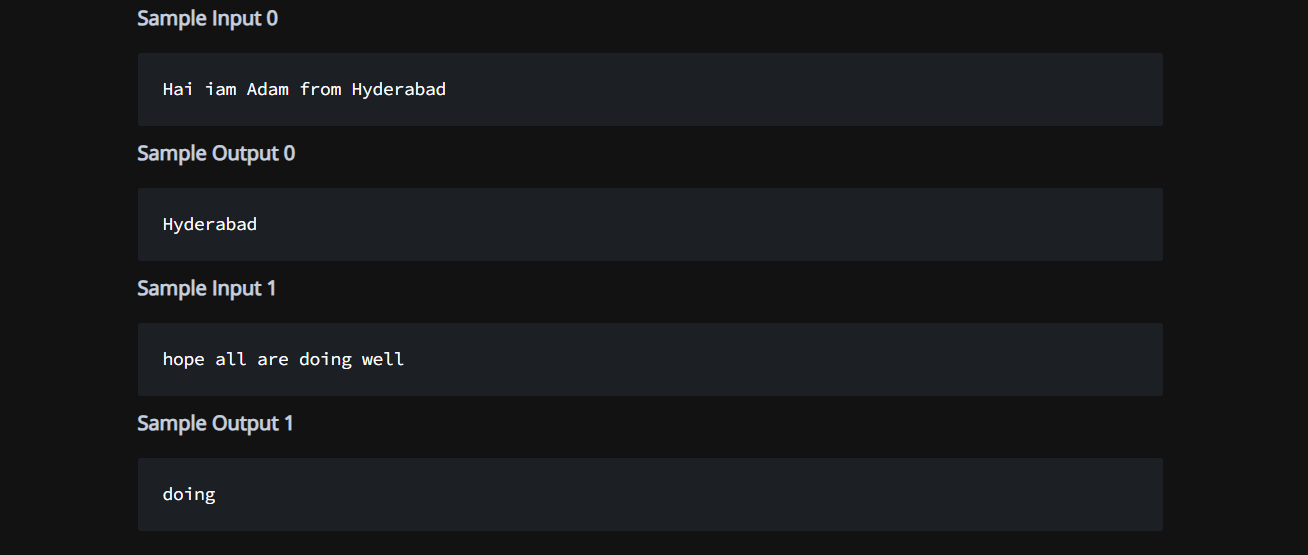 Sample Input 0
Hai iam Adam from Hyderabad
Sample Output 0
Hyderabad
Sample Input 1
hope all are doing well
Sample Output 1
doing